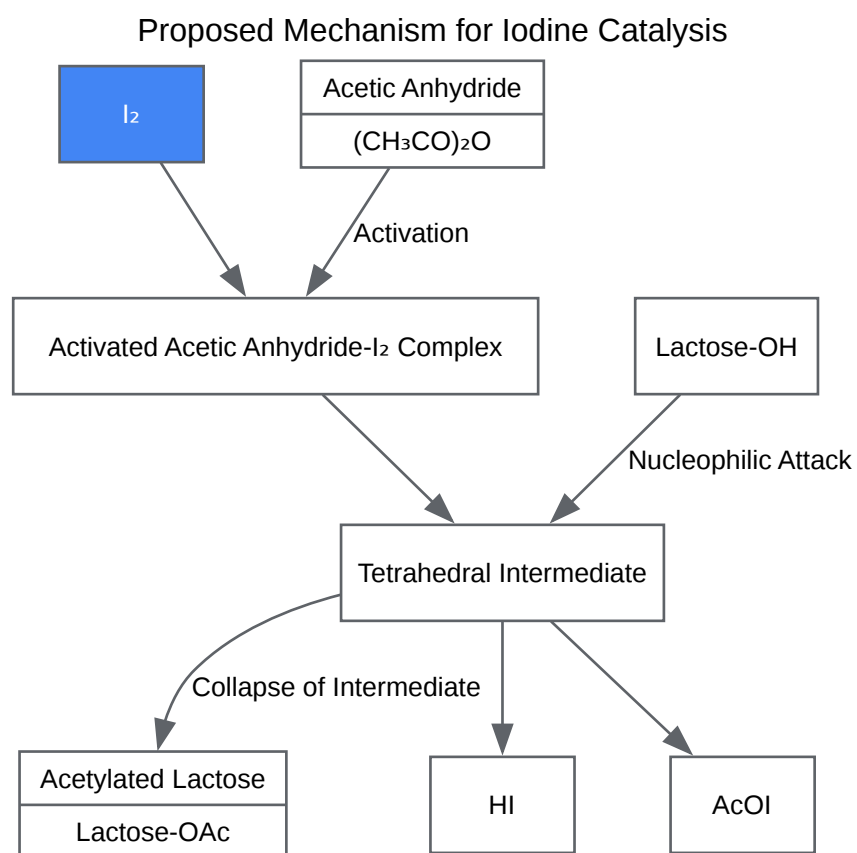 Proposed Mechanism for Iodine Catalysis
I₂
Acetic Anhydride
(CH₃CO)₂O
Activation
Activated Acetic Anhydride-I₂ Complex
Lactose-OH
Nucleophilic Attack
Tetrahedral Intermediate
Collapse of Intermediate
Acetylated Lactose
Lactose-OAc
HI
AcOI